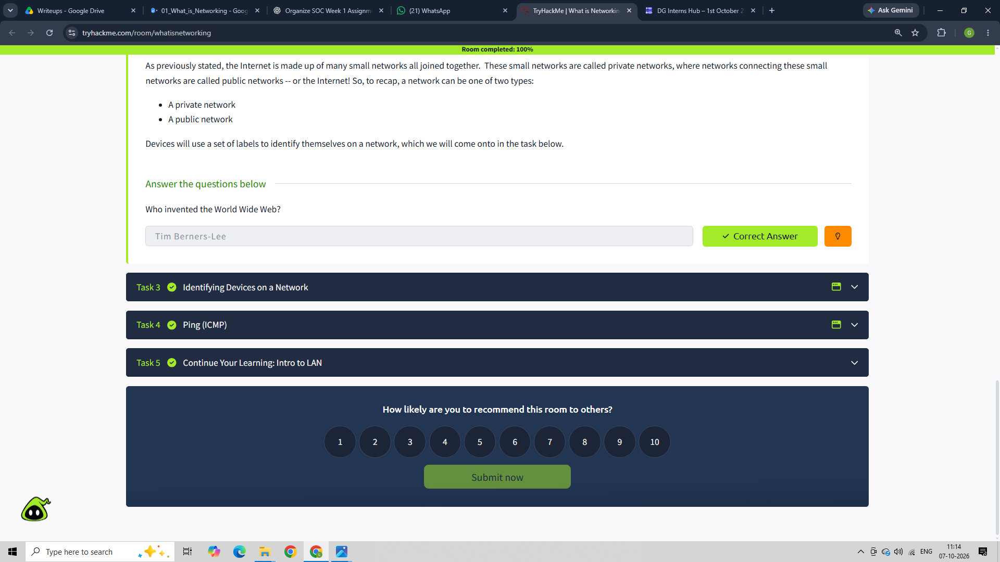 Writeups - Google Drive
01_What_is_Networking - Goog
Organize SOC Week 1 Assignm
(21) WhatsApp
TryHackMe | What is Networkin
DG Interns Hub – 1st October 2
Ask Gemini
tryhackme.com/room/whatisnetworking
G
Room completed: 100%
As previously stated, the Internet is made up of many small networks all joined together. These small networks are called private networks, where networks connecting these small
networks are called public networks -- or the Internet! So, to recap, a network can be one of two types:
• A private network
• A public network
Devices will use a set of labels to identify themselves on a network, which we will come onto in the task below.
Answer the questions below
Who invented the World Wide Web?
Tim Berners-Lee
Correct Answer
Task 3 Identifying Devices on a Network
Task 4 Ping (ICMP)
Task 5 Continue Your Learning: Intro to LAN
How likely are you to recommend this room to others?
1 2 3 4 5 6 7 8 9 10
Submit now
Type here to search
ENG
11:14
07-10-2026